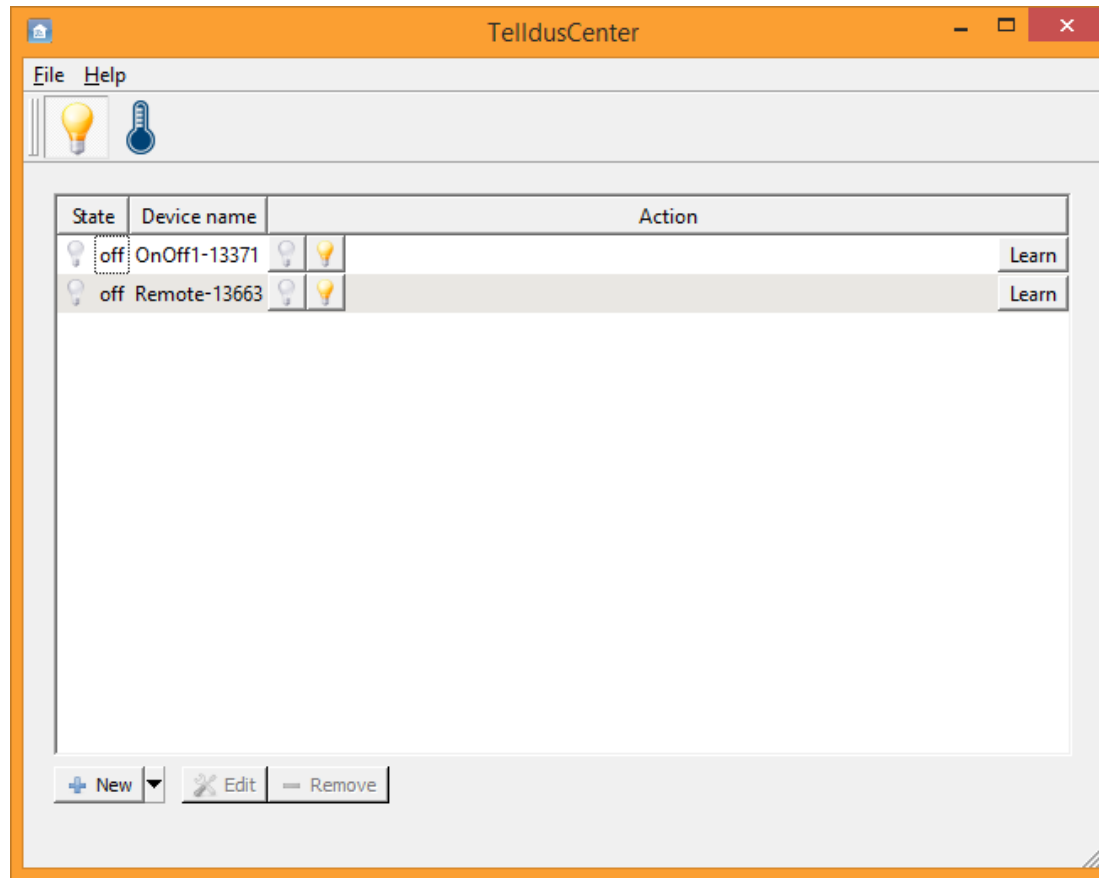 TelldusCenter
File Help
State Device name Action
off OnOff1-13371 Learn
off Remote-13663 Learn
New Edit Remove